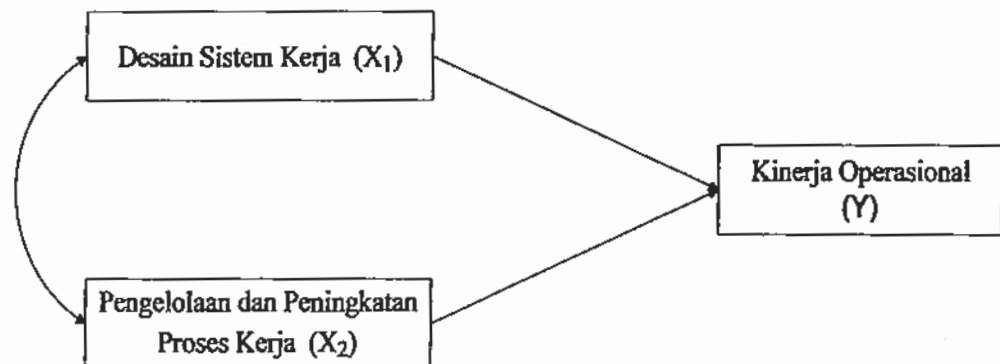 Desain Sistem Kerja (X₁)
Kinerja Operasional
(Y)
Pengelolaan dan Peningkatan
Proses Kerja (X₂)